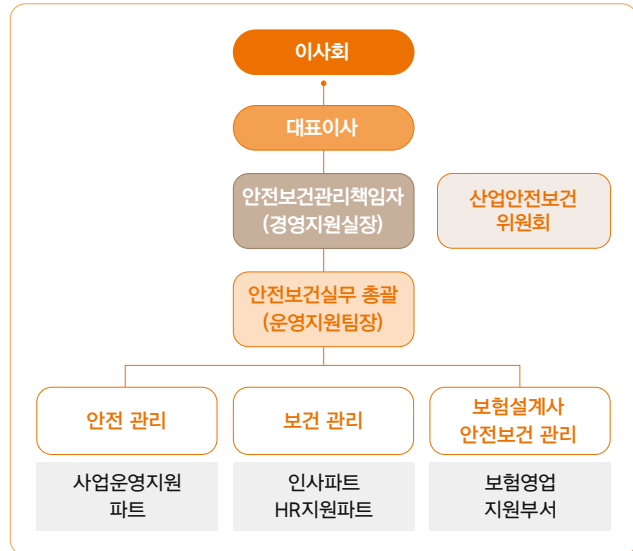 이사회
대표이사
안전보건관리책임자
(경영지원실장)
산업안전보건
위원회
안전보건실무 총괄
(운영지원팀장)
안전 관리
보건 관리
보험설계사
안전보건 관리
사업운영지원
파트
인사파트
HR지원파트
보험영업
지원부서